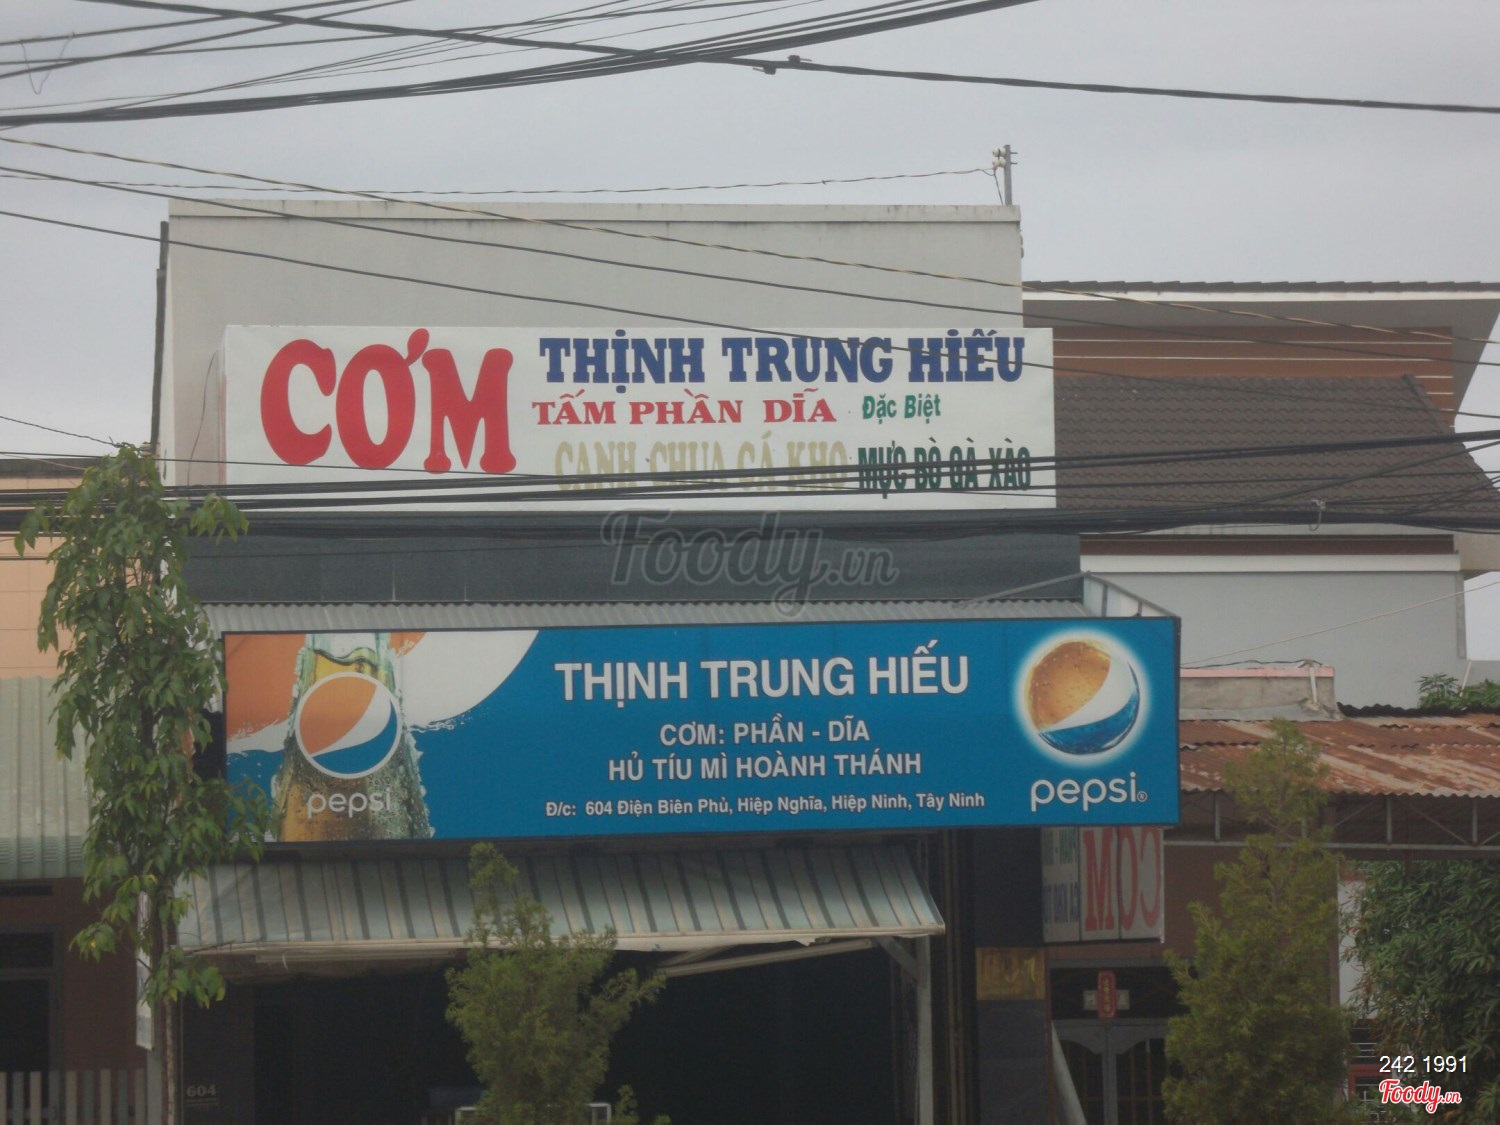 CƠM
THỊNH TRUNG HIẾU
TẤM PHẦN DĨA Đặc Biệt
CANH CHUA CÁ KHO MỰC BÒ GÀ XÀO
Foody.vn
THỊNH TRUNG HIẾU
CƠM: PHẦN - DĨA
HỦ TÍU MÌ HOÀNH THÁNH
Đ/c: 604 Điện Biên Phủ, Hiệp Nghĩa, Hiệp Ninh, Tây Ninh
pepsi
pepsi®
CƠM
604
242 1991
Foody.vn